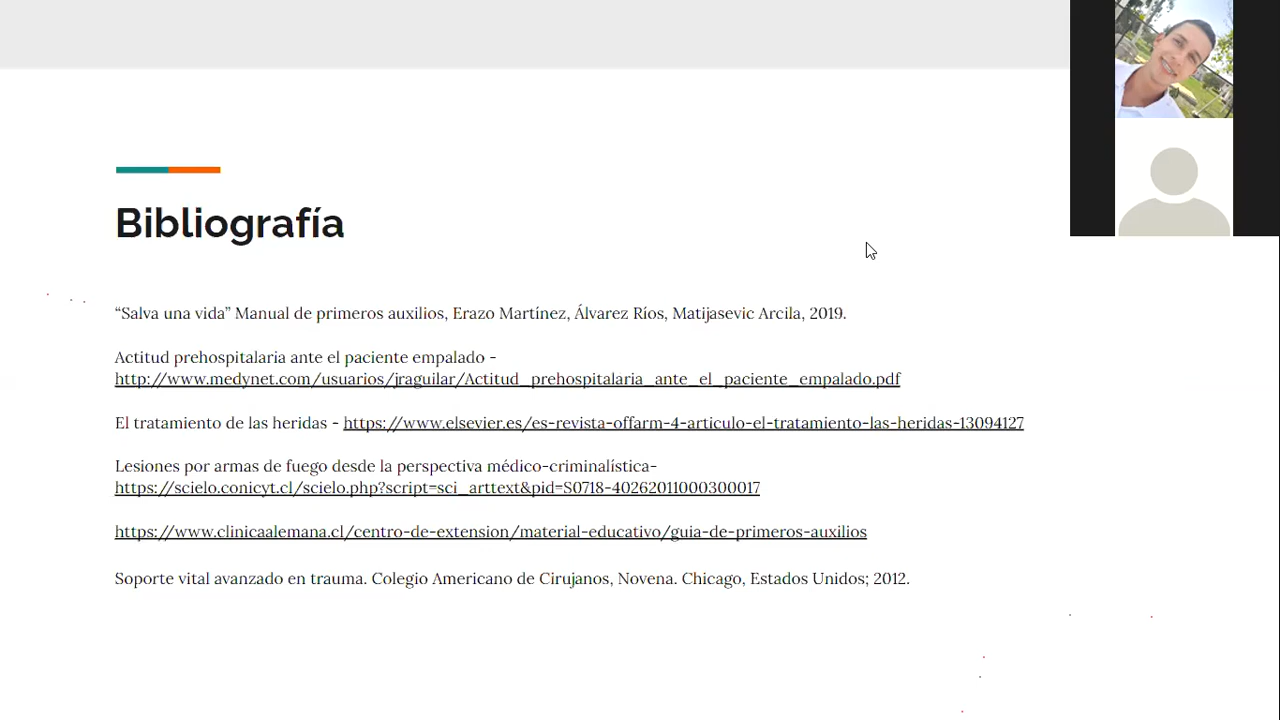 Bibliografía
“Salva una vida” Manual de primeros auxilios, Erazo Martínez, Álvarez Ríos, Matijasevic Arcila, 2019.
Actitud prehospitalaria ante el paciente empalado -
http://www.medynet.com/usuarios/jraguilar/Actitud_prehospitalaria_ante_el_paciente_empalado.pdf
El tratamiento de las heridas - https://www.elsevier.es/es-revista-offarm-4-articulo-el-tratamiento-las-heridas-13094127
Lesiones por armas de fuego desde la perspectiva médico-criminalística-
https://scielo.conicyt.cl/scielo.php?script=sci_arttext&pid=S0718-40262011000300017
https://www.clinicaalemana.cl/centro-de-extension/material-educativo/guia-de-primeros-auxilios
Soporte vital avanzado en trauma. Colegio Americano de Cirujanos, Novena. Chicago, Estados Unidos; 2012.